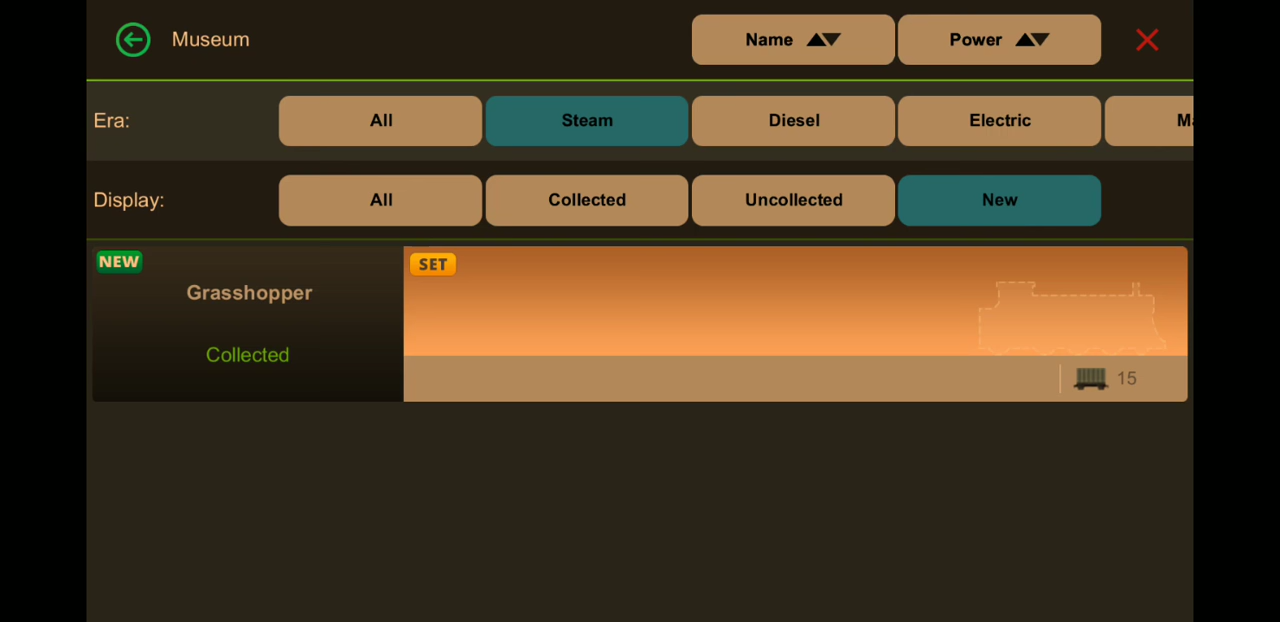 Museum
Name
Power
Era:
All
Steam
Diesel
Electric
Display:
All
Collected
Uncollected
New
NEW
SET
Grasshopper
Collected
15